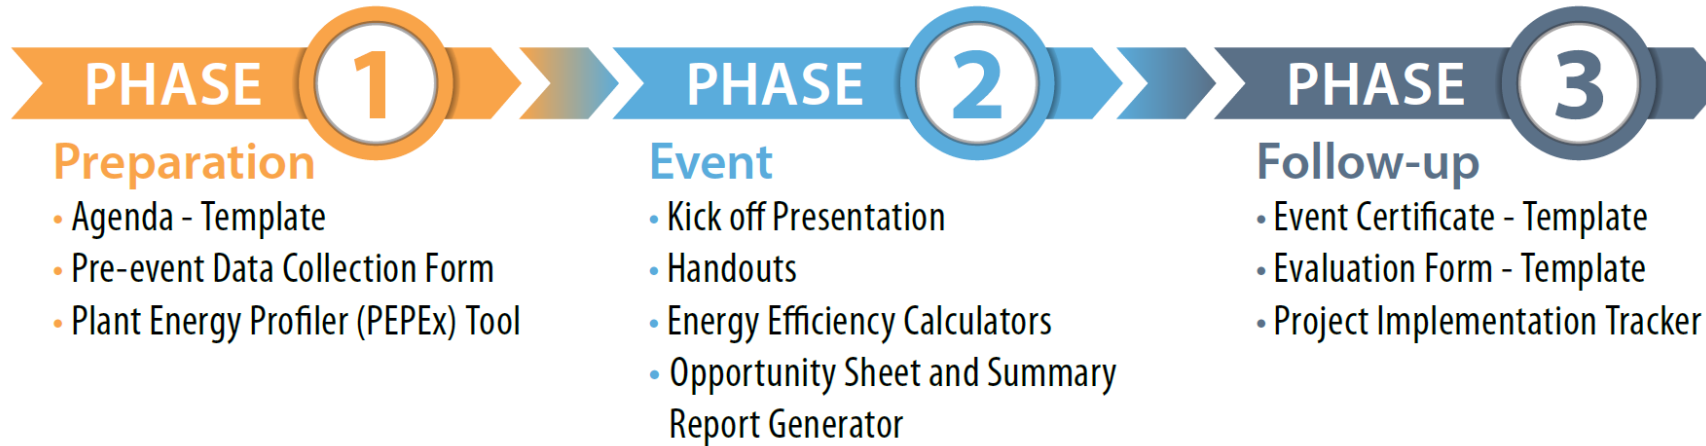 PHASE 1
Preparation
• Agenda - Template
• Pre-event Data Collection Form
• Plant Energy Profiler (PEPEx) Tool
PHASE 2
Event
• Kick off Presentation
• Handouts
• Energy Efficiency Calculators
• Opportunity Sheet and Summary
Report Generator
PHASE 3
Follow-up
• Event Certificate - Template
• Evaluation Form - Template
• Project Implementation Tracker